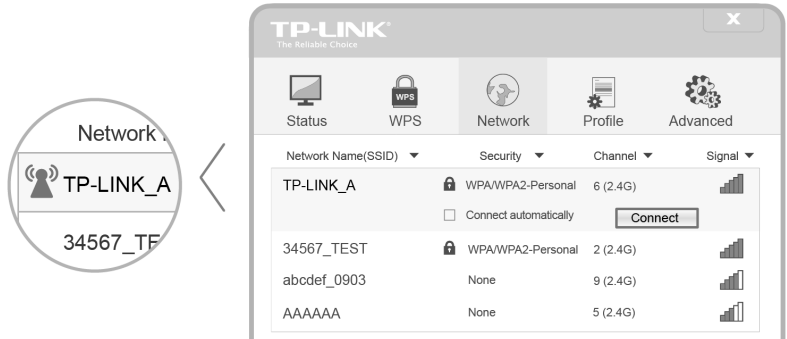 TP-LINK®
The Reliable Choice
X
WPS
Status WPS Network Profile Advanced
Network Name(SSID) Security Channel Signal
TP-LINK_A WPA/WPA2-Personal 6 (2.4G)
Connect automatically Connect
34567_TEST WPA/WPA2-Personal 2 (2.4G)
abcdef_0903 None 9 (2.4G)
AAAAAA None 5 (2.4G)
Network
TP-LINK_A
34567_TE